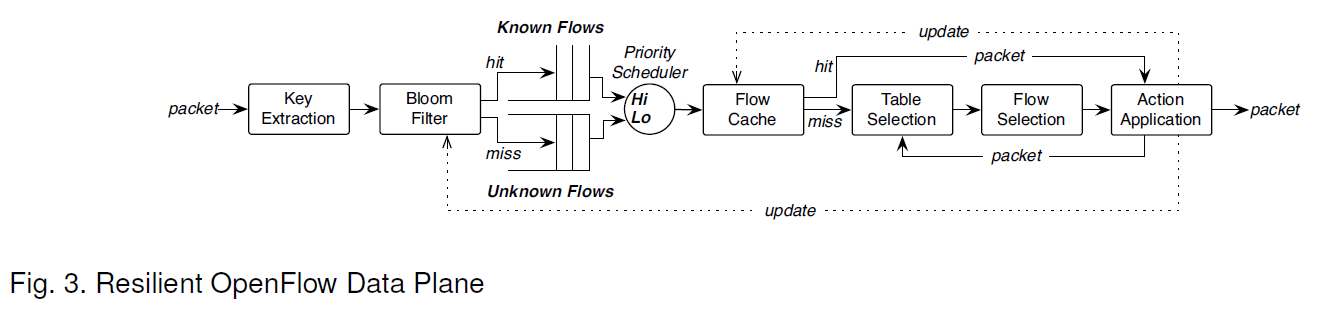 Known Flows
update
hit
Priority
Scheduler
hit
packet
packet
Key
Extraction
Bloom
Filter
Hi
Lo
Flow
Cache
miss
Table
Selection
Flow
Selection
Action
Application
packet
miss
packet
Unknown Flows
update
Fig. 3. Resilient OpenFlow Data Plane